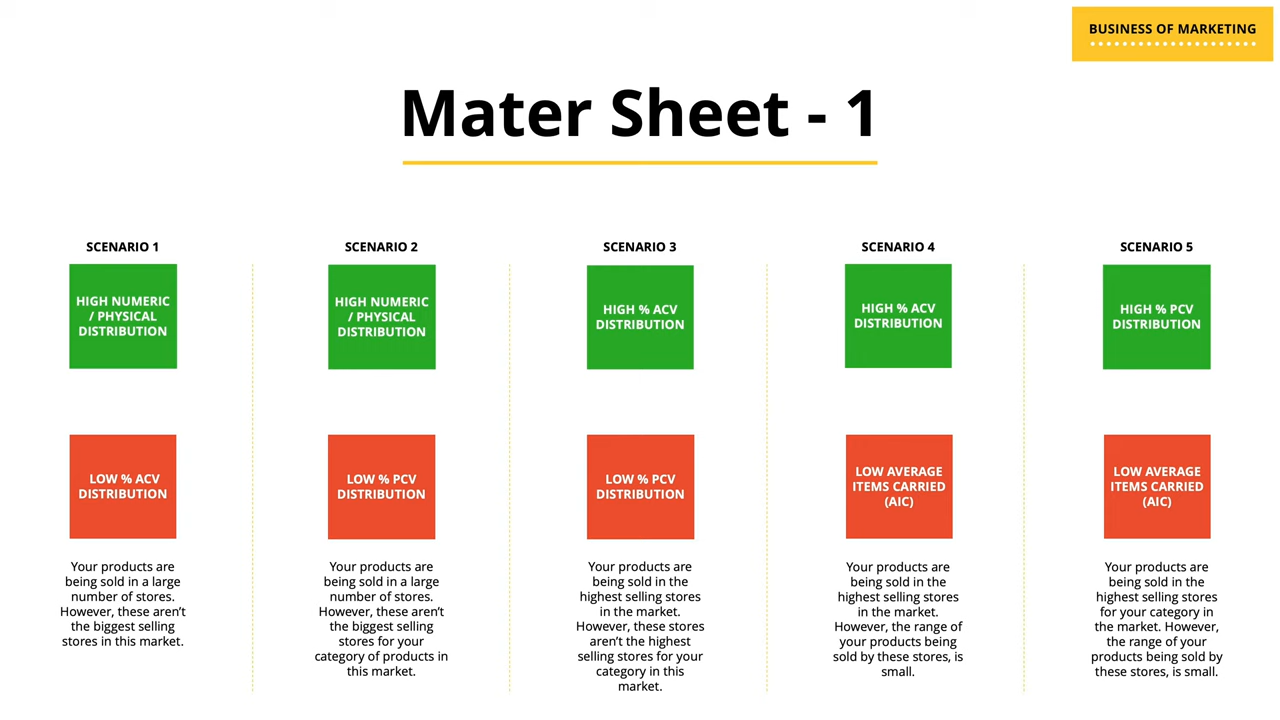 BUSINESS OF MARKETING
Mater Sheet - 1
SCENARIO 1
HIGH NUMERIC
/ PHYSICAL
DISTRIBUTION
LOW % ACV
DISTRIBUTION
Your products are
being sold in a large
number of stores.
However, these aren’t
the biggest selling
stores in this market.
SCENARIO 2
HIGH NUMERIC
/ PHYSICAL
DISTRIBUTION
LOW % PCV
DISTRIBUTION
Your products are
being sold in a large
number of stores.
However, these aren’t
the biggest selling
stores for your
category of products in
this market.
SCENARIO 3
HIGH % ACV
DISTRIBUTION
LOW % PCV
DISTRIBUTION
Your products are
being sold in the
highest selling stores
in the market.
However, these stores
aren’t the highest
selling stores for your
category in this
market.
SCENARIO 4
HIGH % ACV
DISTRIBUTION
LOW AVERAGE
ITEMS CARRIED
(AIC)
Your products are
being sold in the
highest selling stores
in the market.
However, the range of
your products being
sold by these stores, is
small.
SCENARIO 5
HIGH % PCV
DISTRIBUTION
LOW AVERAGE
ITEMS CARRIED
(AIC)
Your products are
being sold in the
highest selling stores
for your category in
the market. However,
the range of your
products being sold by
these stores, is small.